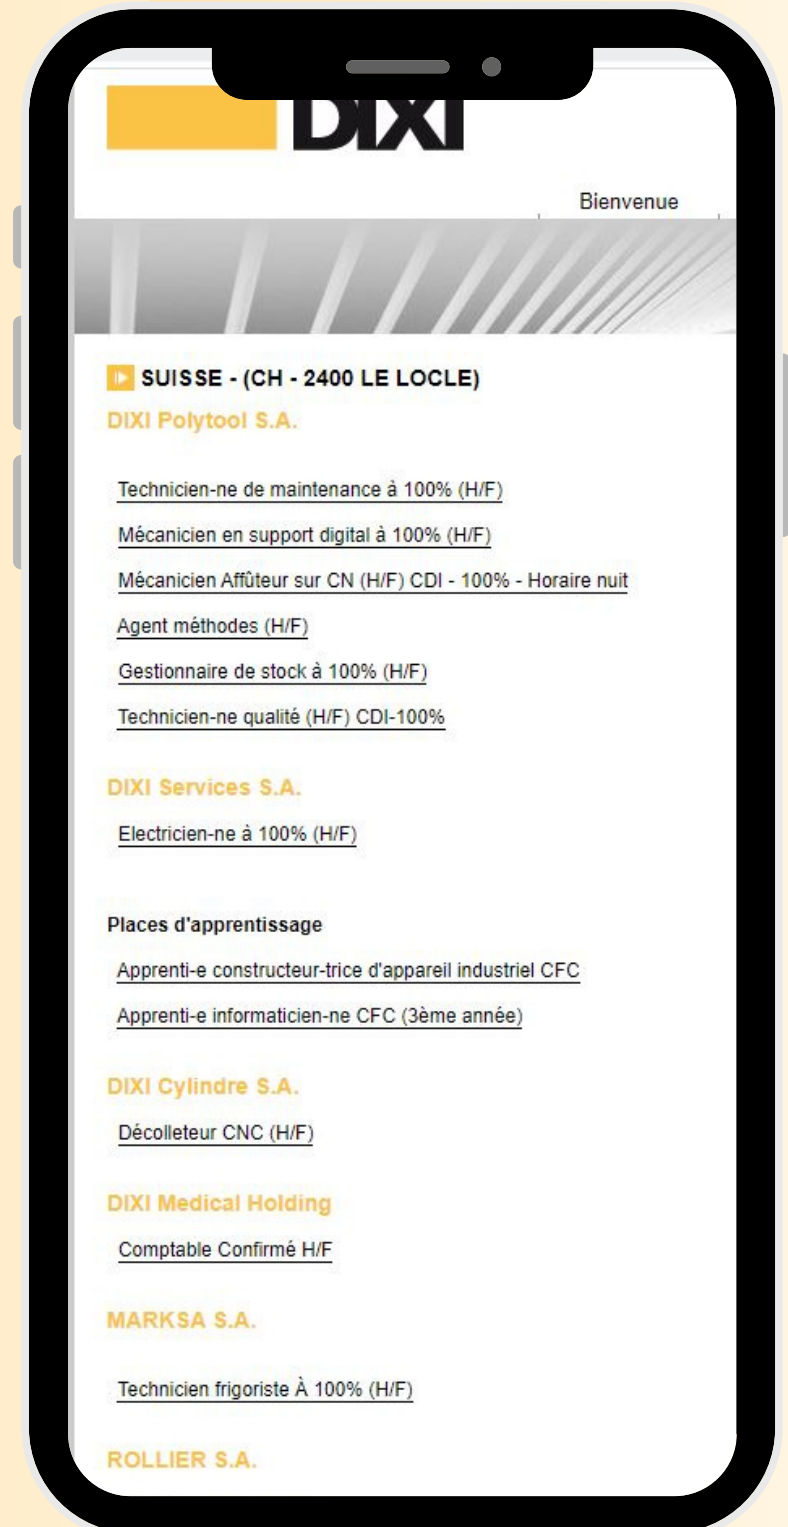 DIXI
Bienvenue
SUISSE - (CH - 2400 LE LOCLE)
DIXI Polytool S.A.
Technicien-ne de maintenance à 100% (H/F)
Mécanicien en support digital à 100% (H/F)
Mécanicien Affûteur sur CN (H/F) CDI - 100% - Horaire nuit
Agent méthodes (H/F)
Gestionnaire de stock à 100% (H/F)
Technicien-ne qualité (H/F) CDI-100%
DIXI Services S.A.
Electricien-ne à 100% (H/F)
Places d'apprentissage
Apprenti-e constructeur-trice d'appareil industriel CFC
Apprenti-e informaticien-ne CFC (3ème année)
DIXI Cylindre S.A.
Décolleteur CNC (H/F)
DIXI Medical Holding
Comptable Confirmé H/F
MARKSA S.A.
Technicien frigoriste À 100% (H/F)
ROLLIER S.A.